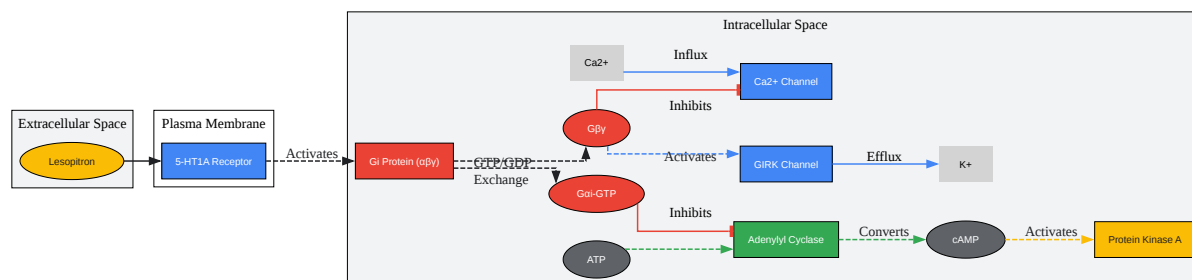 Intracellular Space
Ca2+
Influx
Ca2+ Channel
Inhibits
Extracellular Space
Plasma Membrane
Gβγ
Lesopitron
5-HT1A Receptor
Activates
Gi Protein (αβγ)
GTP/GDP
Exchange
Activates
GIRK Channel
Efflux
K+
Gαi-GTP
Inhibits
ATP
Adenylyl Cyclase
Converts
cAMP
Activates
Protein Kinase A